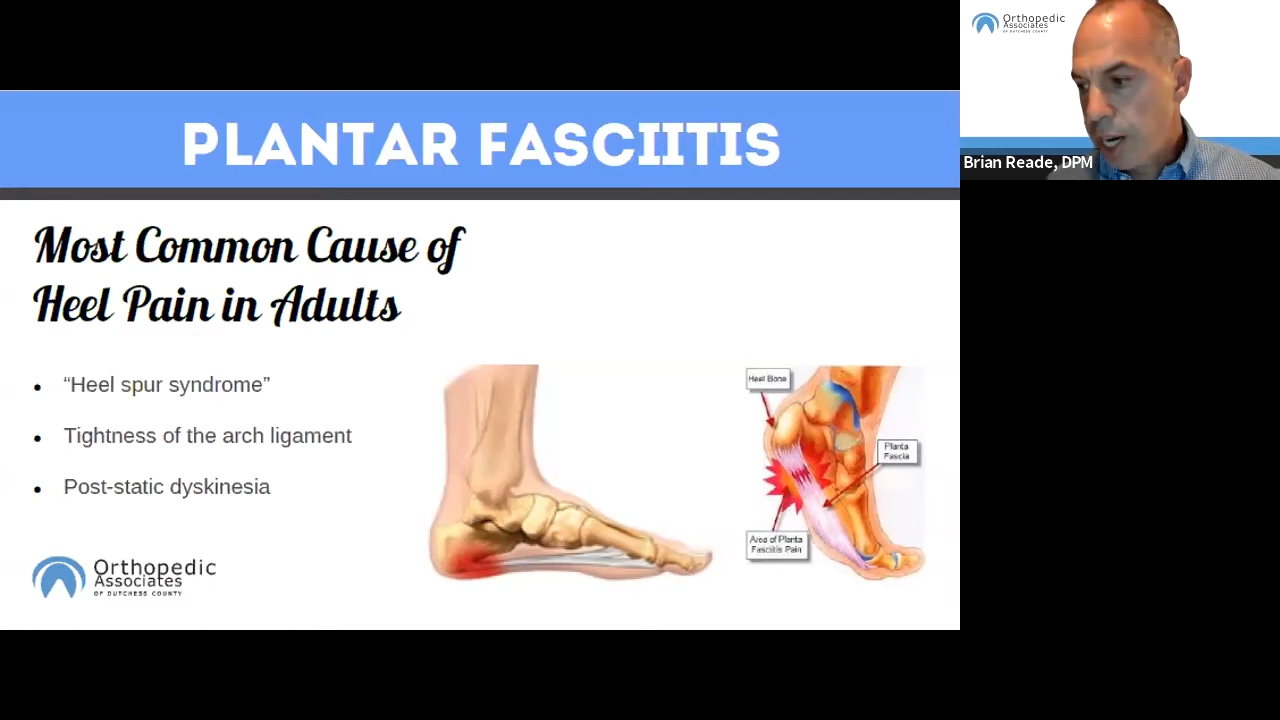 PLANTAR FASCIITIS
Most Common Cause of
Heel Pain in Adults
• “Heel spur syndrome”
• Tightness of the arch ligament
• Post-static dyskinesia
Heel Bone
Planta
Fascia
Area of Planta
Fasciitis Pain
Orthopedic
Associates
OF DUTCHESS COUNTY
Orthopedic
Associates
OF DUTCHESS COUNTY
Brian Reade, DPM